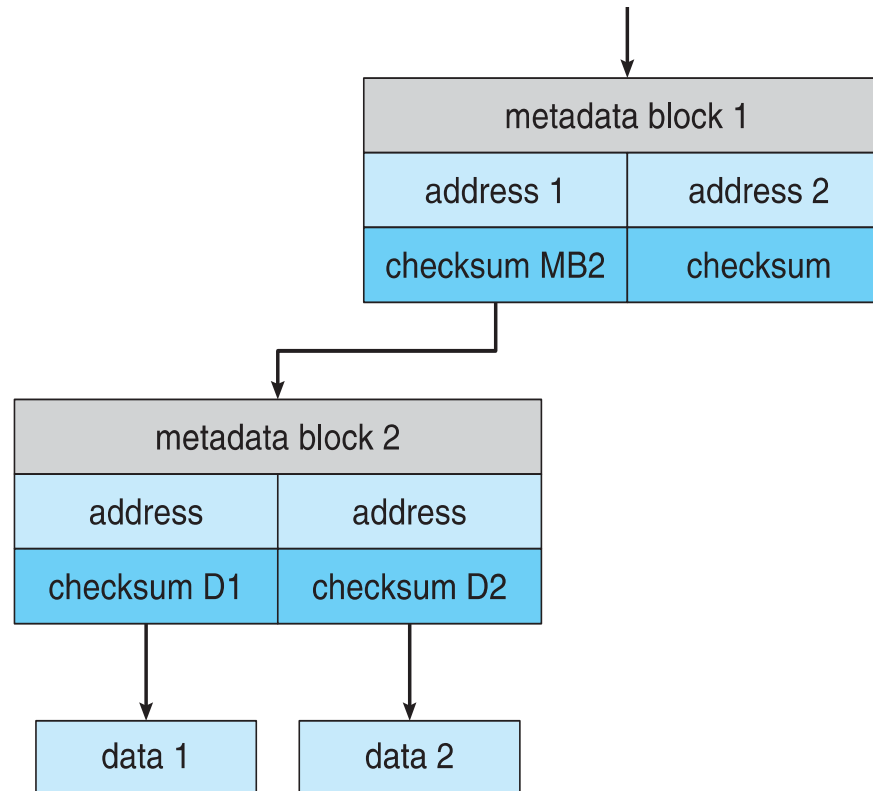 metadata block 1
address 1 address 2
checksum MB2 checksum
metadata block 2
address address
checksum D1 checksum D2
data 1 data 2